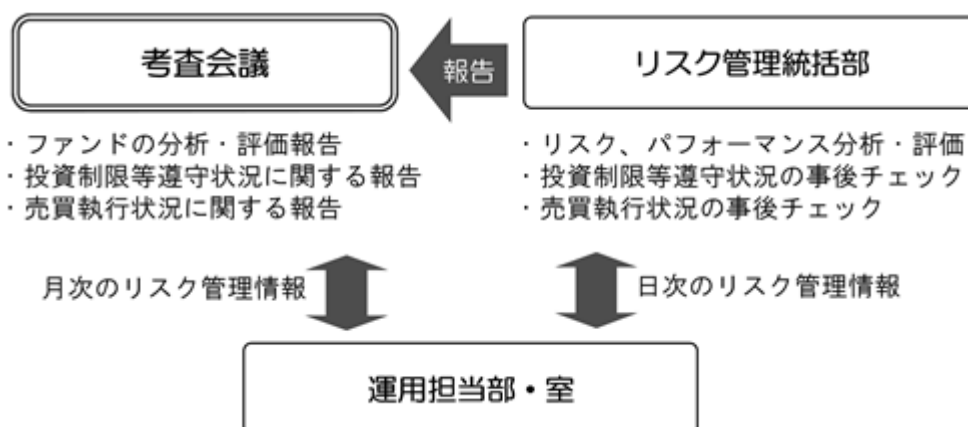 考査会議
報告
リスク管理統括部
・ファンドの分析・評価報告
・投資制限等遵守状況に関する報告
・売買執行状況に関する報告
・リスク、パフォーマンス分析・評価
・投資制限等遵守状況の事後チェック
・売買執行状況の事後チェック
月次のリスク管理情報
日次のリスク管理情報
運用担当部・室